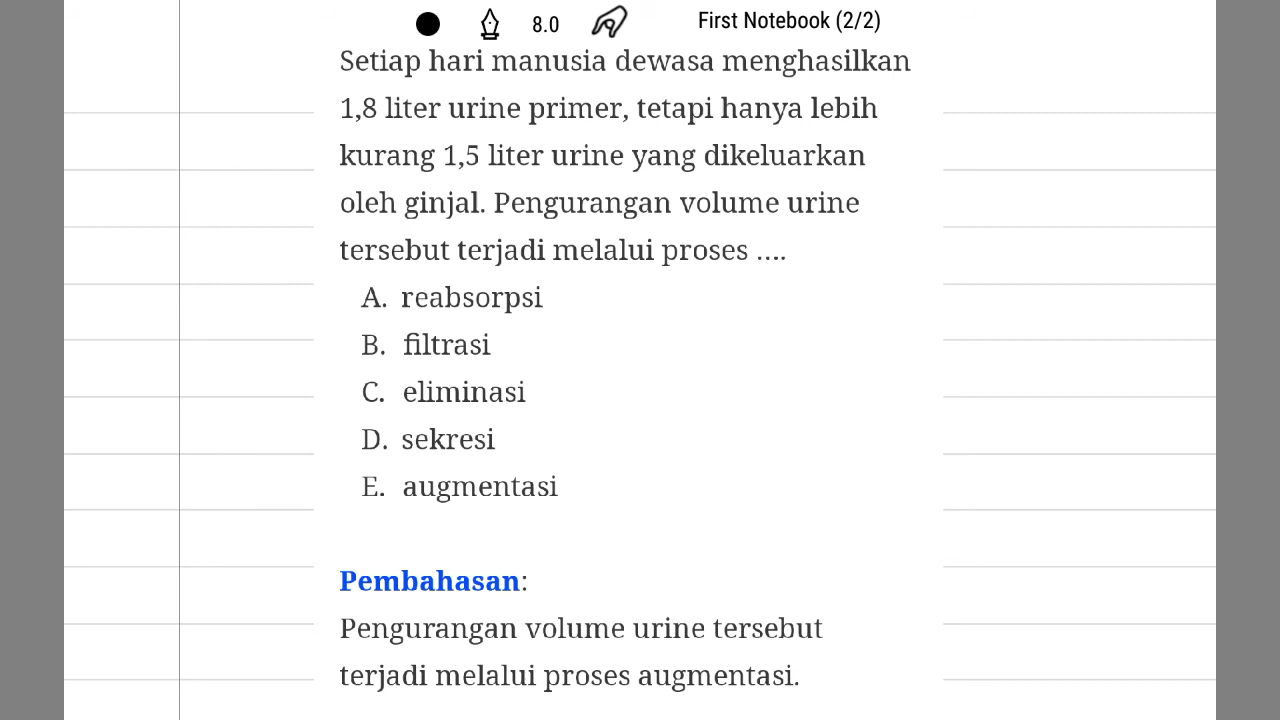 8.0 First Notebook (2/2)
Setiap hari manusia dewasa menghasilkan
1,8 liter urine primer, tetapi hanya lebih
kurang 1,5 liter urine yang dikeluarkan
oleh ginjal. Pengurangan volume urine
tersebut terjadi melalui proses ....
A. reabsorpsi
B. filtrasi
C. eliminasi
D. sekresi
E. augmentasi
Pembahasan:
Pengurangan volume urine tersebut
terjadi melalui proses augmentasi.